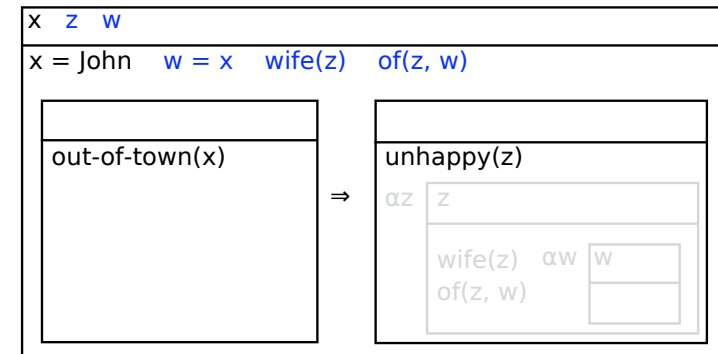 x z w
x = John w = x wife(z) of(z, w)
out-of-town(x)
⇒
unhappy(z)
αz z
wife(z) αw w
of(z, w)